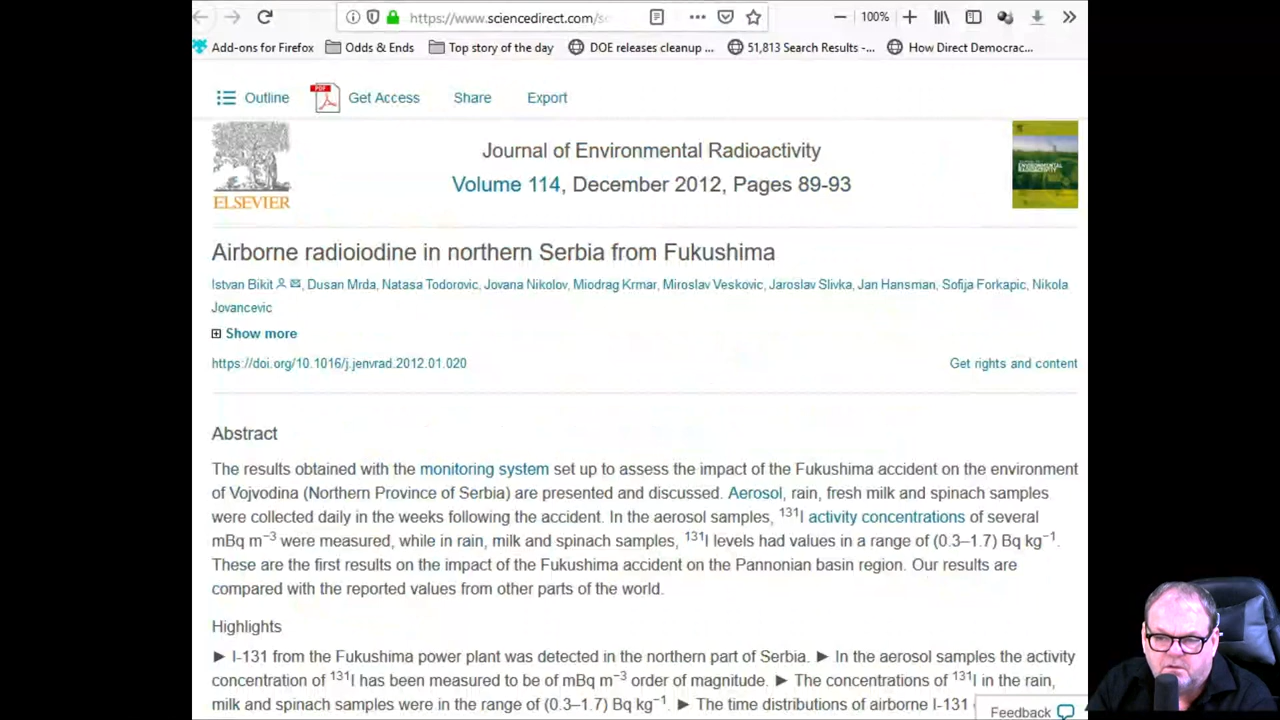 https://www.sciencedirect.com/sc
100%
Add-ons for Firefox
Odds & Ends
Top story of the day
DOE releases cleanup ...
51,813 Search Results -...
How Direct Democrac...
Outline
PDF
Get Access
Share
Export
Journal of Environmental Radioactivity
Volume 114, December 2012, Pages 89-93
ELSEVIER
Airborne radioiodine in northern Serbia from Fukushima
Istvan Bikit, Dusan Mrda, Natasa Todorovic, Jovana Nikolov, Miodrag Krmar, Miroslav Veskovic, Jaroslav Slivka, Jan Hansman, Sofija Forkapic, Nikola
Jovancevic
Show more
https://doi.org/10.1016/j.jenvrad.2012.01.020
Get rights and content
Abstract
The results obtained with the monitoring system set up to assess the impact of the Fukushima accident on the environment
of Vojvodina (Northern Province of Serbia) are presented and discussed. Aerosol, rain, fresh milk and spinach samples
were collected daily in the weeks following the accident. In the aerosol samples, ¹³¹I activity concentrations of several
mBq m⁻³ were measured, while in rain, milk and spinach samples, ¹³¹I levels had values in a range of (0.3–1.7) Bq kg⁻¹.
These are the first results on the impact of the Fukushima accident on the Pannonian basin region. Our results are
compared with the reported values from other parts of the world.
Highlights
► I-131 from the Fukushima power plant was detected in the northern part of Serbia. ► In the aerosol samples the activity
concentration of ¹³¹I has been measured to be of mBq m⁻³ order of magnitude. ► The concentrations of ¹³¹I in the rain,
milk and spinach samples were in the range of (0.3–1.7) Bq kg⁻¹. ► The time distributions of airborne I-131
Feedback